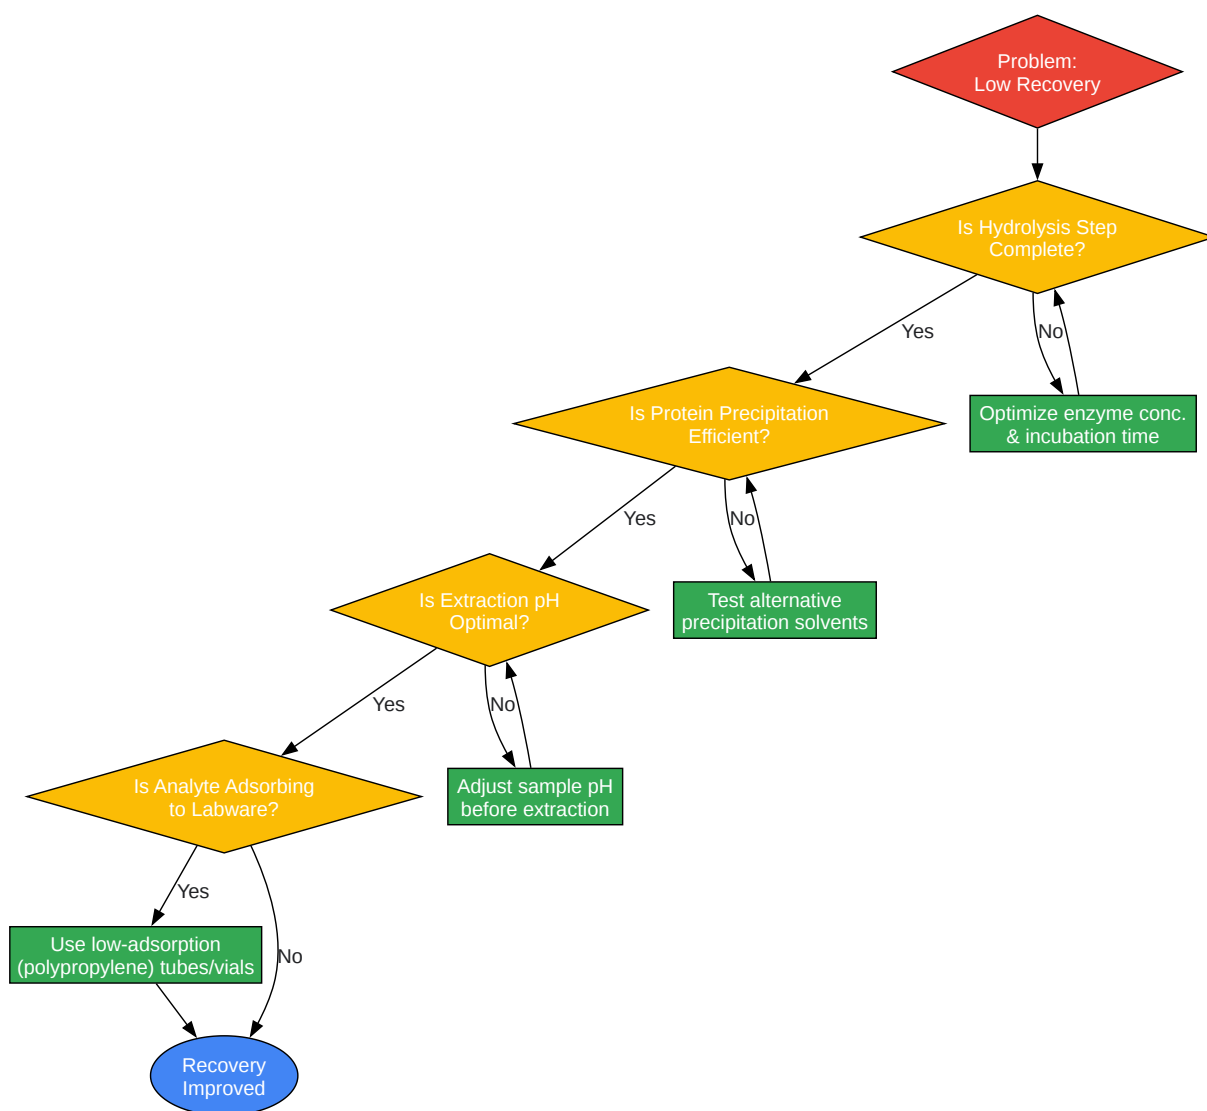 Problem:
Low Recovery
Is Hydrolysis Step
Complete?
Yes
No
Optimize enzyme conc.
& incubation time
Is Protein Precipitation
Efficient?
Yes
No
Test alternative
precipitation solvents
Is Extraction pH
Optimal?
Yes
No
Adjust sample pH
before extraction
Is Analyte Adsorbing
to Labware?
Yes
No
Use low-adsorption
(polypropylene) tubes/vials
Recovery
Improved